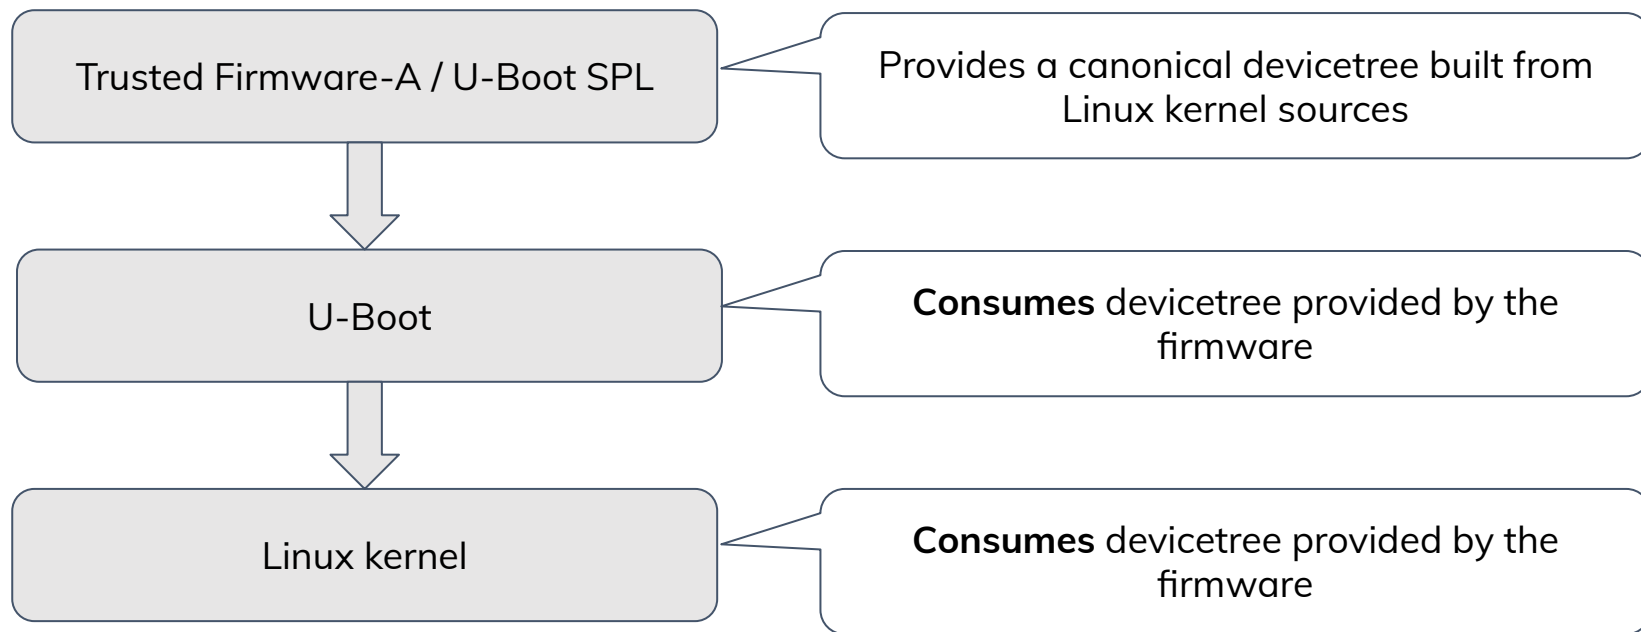 Trusted Firmware-A / U-Boot SPL
Provides a canonical devicetree built from
Linux kernel sources
U-Boot
Consumes devicetree provided by the
firmware
Linux kernel
Consumes devicetree provided by the
firmware